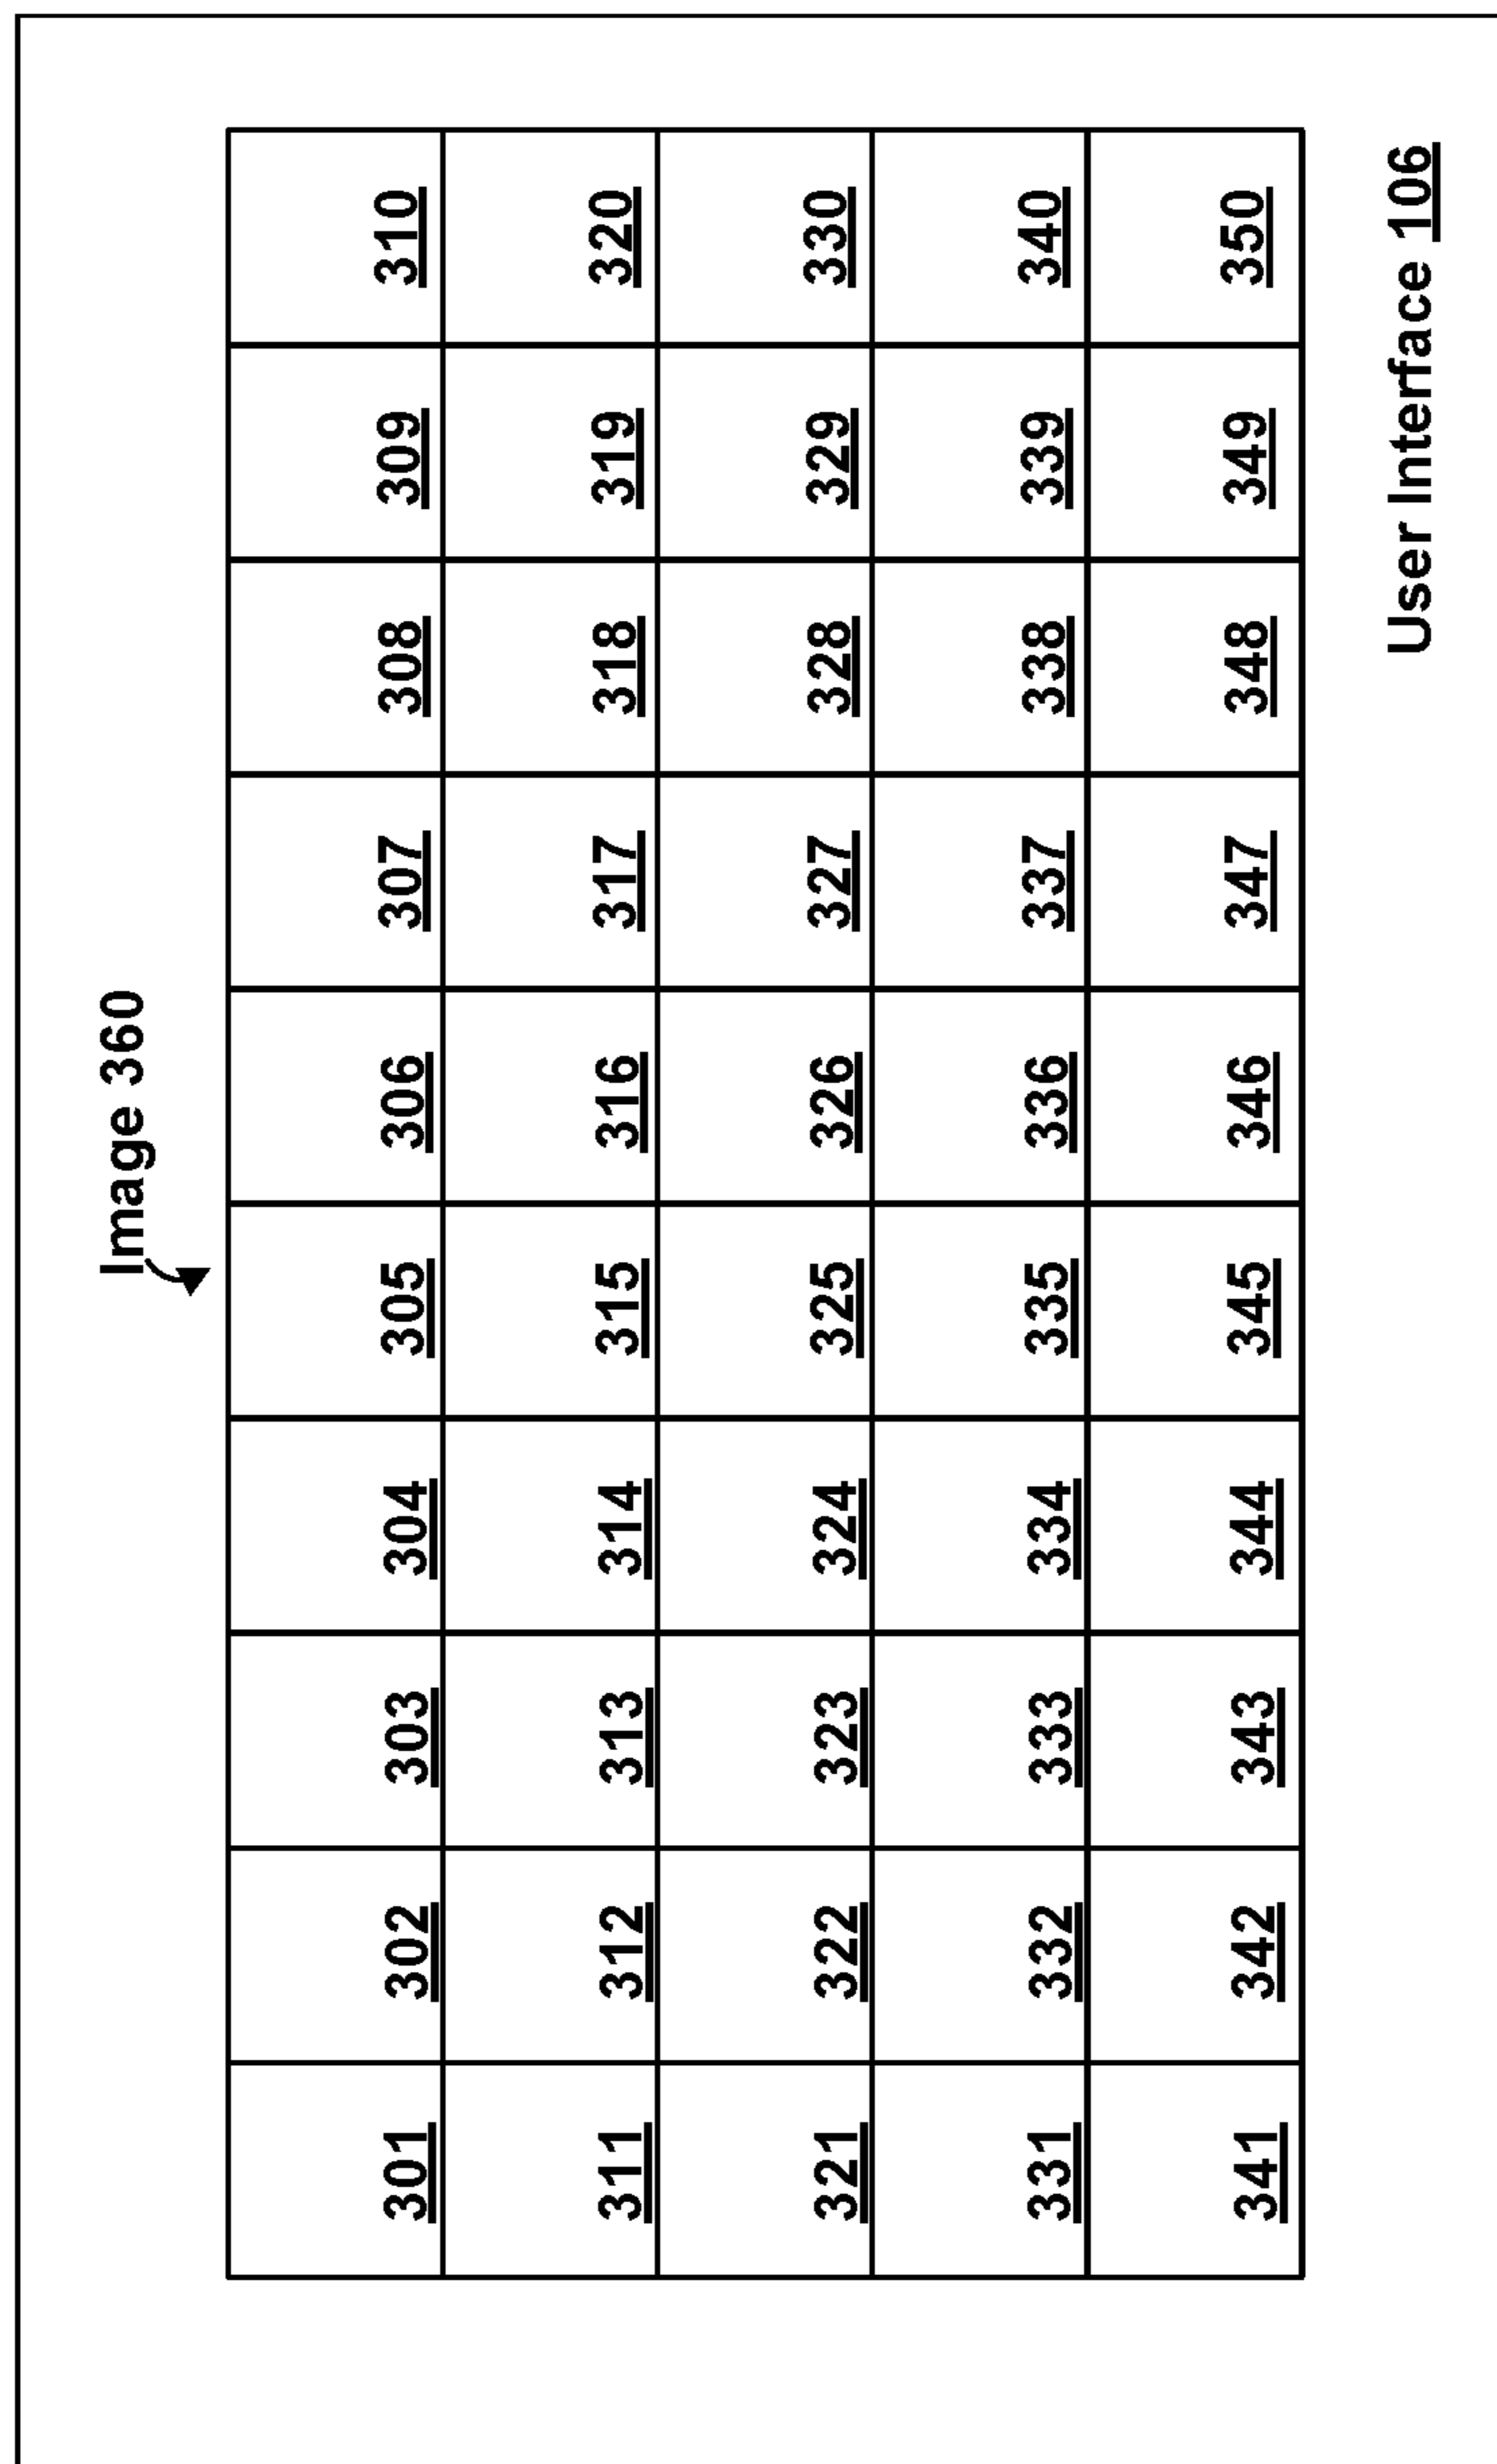 Image 360
301 302 303 304 305 306 307 308 309 310
311 312 313 314 315 316 317 318 319 320
321 322 323 324 325 326 327 328 329 330
331 332 333 334 335 336 337 338 339 340
341 342 343 344 345 346 347 348 349 350
User Interface 106